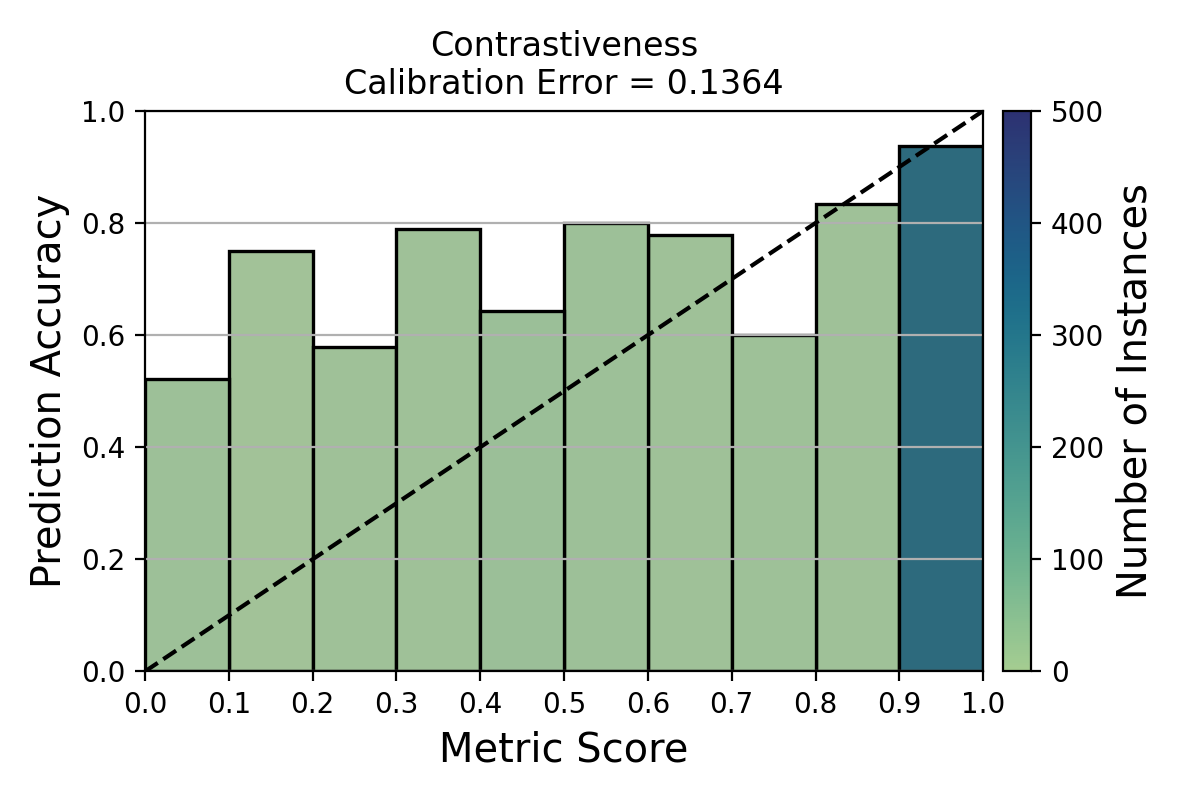 Contrastiveness
Calibration Error = 0.1364
Prediction Accuracy
1.0
0.8
0.6
0.4
0.2
0.0
0.0 0.1 0.2 0.3 0.4 0.5 0.6 0.7 0.8 0.9 1.0
Metric Score
500
400
300
200
100
0
Number of Instances